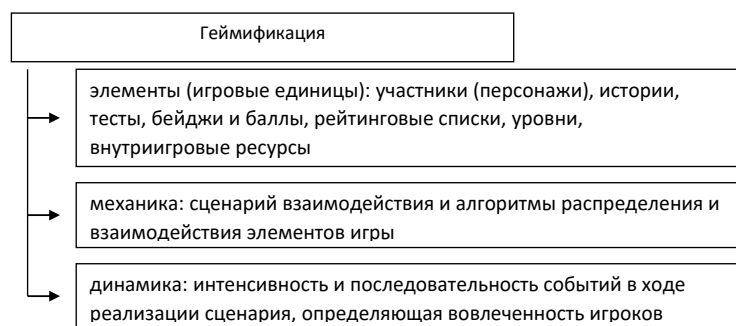 Геймификация
элементы (игровые единицы): участники (персонажи), истории,
тесты, бейджи и баллы, рейтинговые списки, уровни,
внутриигровые ресурсы
механика: сценарий взаимодействия и алгоритмы распределения и
взаимодействия элементов игры
динамика: интенсивность и последовательность событий в ходе
реализации сценария, определяющая вовлеченность игроков